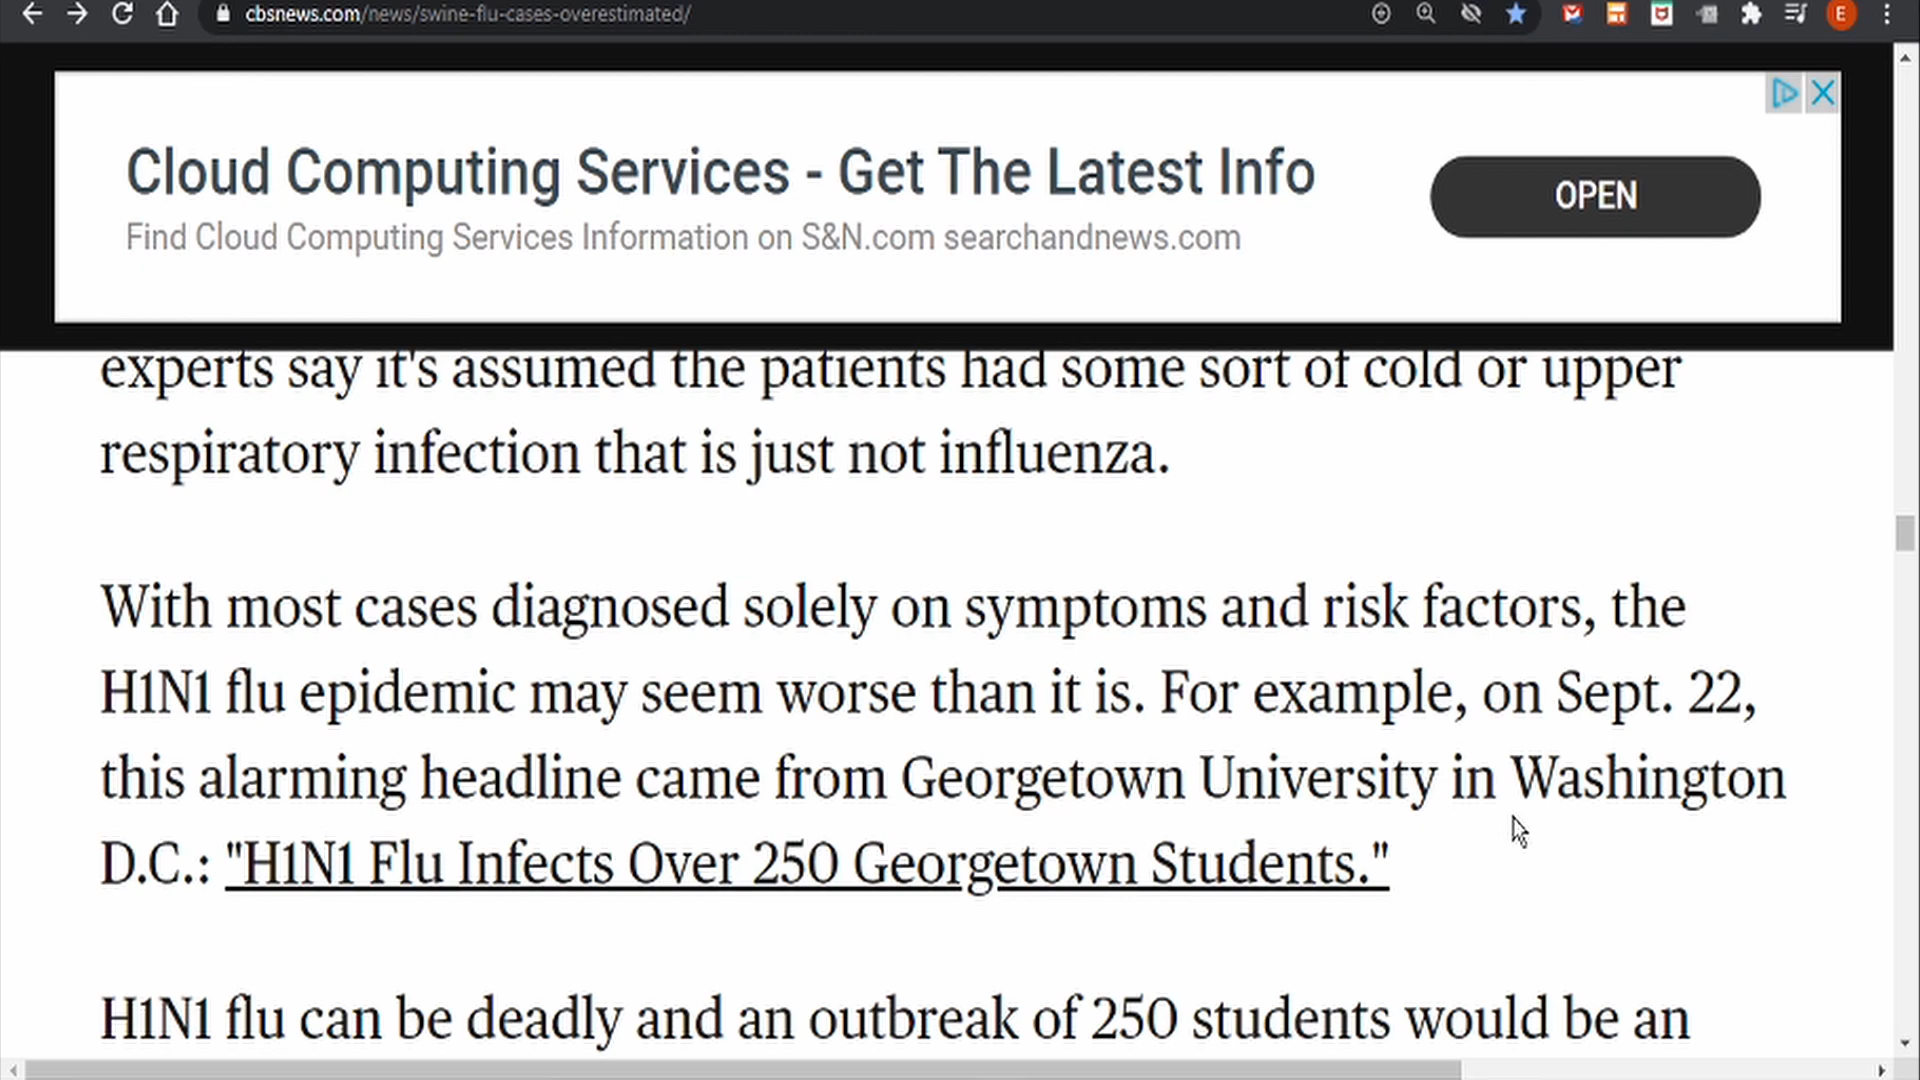 cbsnews.com/news/swine-flu-cases-overestimated/
E
Cloud Computing Services - Get The Latest Info
Find Cloud Computing Services Information on S&N.com searchandnews.com
OPEN
experts say it's assumed the patients had some sort of cold or upper
respiratory infection that is just not influenza.
With most cases diagnosed solely on symptoms and risk factors, the
H1N1 flu epidemic may seem worse than it is. For example, on Sept. 22,
this alarming headline came from Georgetown University in Washington
D.C.: "H1N1 Flu Infects Over 250 Georgetown Students."
H1N1 flu can be deadly and an outbreak of 250 students would be an